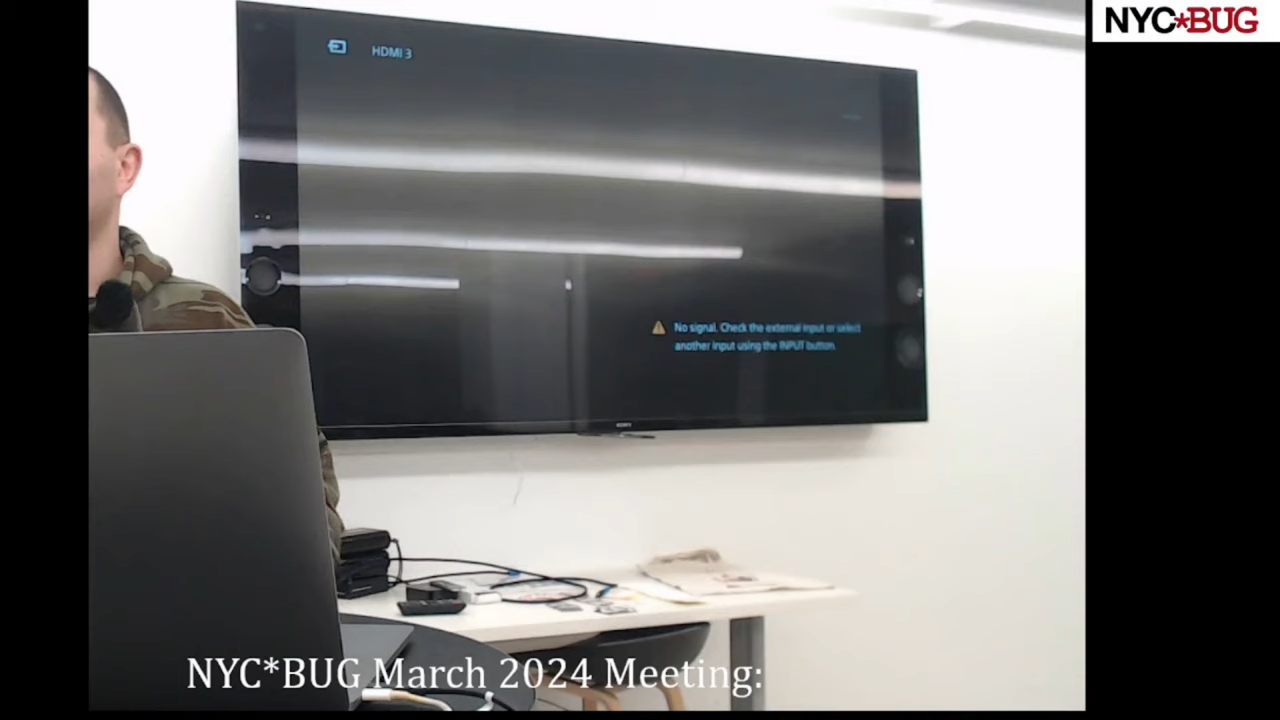 NYC*BUG
HDMI 3
No signal. Check the external input or select
another input using the INPUT button.
SONY
NYC*BUG March 2024 Meeting: